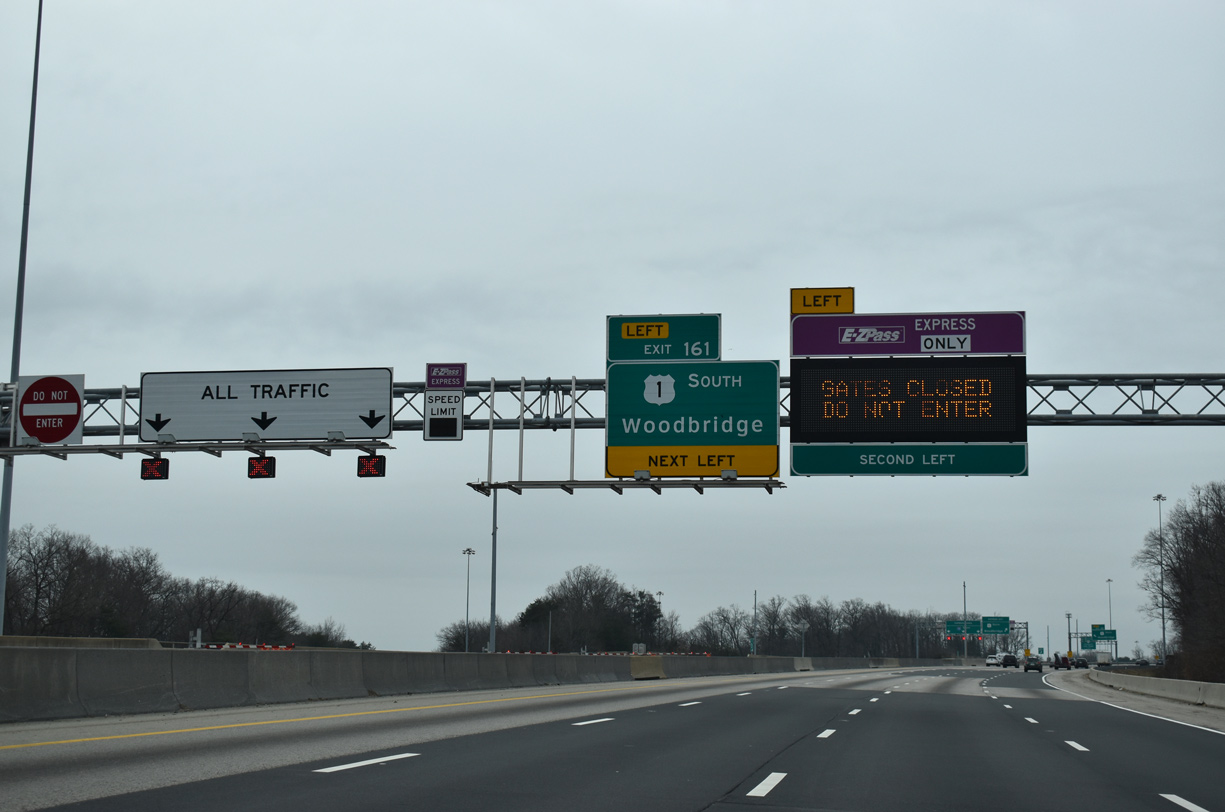 DO NOT
ENTER
ALL TRAFFIC
E-ZPass
EXPRESS
SPEED
LIMIT
LEFT
EXIT 161
1 SOUTH
Woodbridge
NEXT LEFT
LEFT
E-ZPass EXPRESS
ONLY
GATES CLOSED
DO NOT ENTER
SECOND LEFT